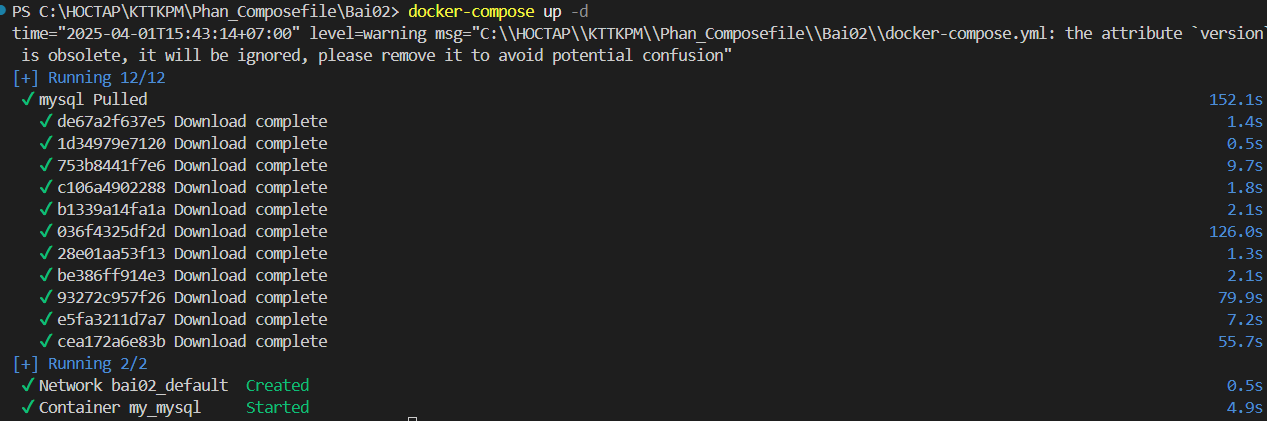 PS C:\HOCTAP\KTTKPM\Phan_Composefile\Bai02> docker-compose up -d
time="2025-04-01T15:43:14+07:00" level=warning msg="C:\\HOCTAP\\KTTKPM\\Phan_Composefile\\Bai02\\docker-compose.yml: the attribute `version`
is obsolete, it will be ignored, please remove it to avoid potential confusion"
[+] Running 12/12
✓ mysql Pulled 152.1s
✓ de67a2f637e5 Download complete 1.4s
✓ 1d34979e7120 Download complete 0.5s
✓ 753b8441f7e6 Download complete 9.7s
✓ c106a4902288 Download complete 1.8s
✓ b1339a14fa1a Download complete 2.1s
✓ 036f4325df2d Download complete 126.0s
✓ 28e01aa53f13 Download complete 1.3s
✓ be386ff914e3 Download complete 2.1s
✓ 93272c957f26 Download complete 79.9s
✓ e5fa3211d7a7 Download complete 7.2s
✓ cea172a6e83b Download complete 55.7s
[+] Running 2/2
✓ Network bai02_default Created 0.5s
✓ Container my_mysql Started 4.9s